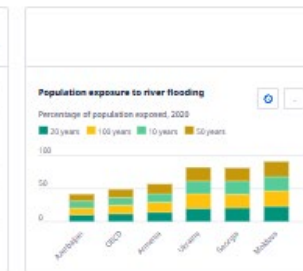 Population exposure to river flooding
Percentage of population exposed, 2020
20 years 100 years 10 years 50 years
100
50
0
Azerbaijan OECD Armenia Ukraine Georgia Moldova